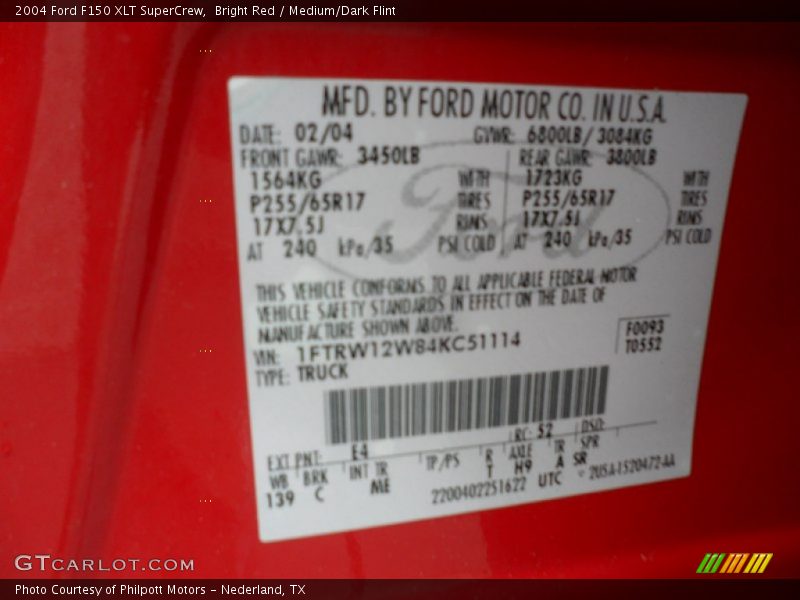 2004 Ford F150 XLT SuperCrew, Bright Red / Medium/Dark Flint
MFD. BY FORD MOTOR CO. IN U.S.A.
DATE: 02/04 GVWR: 6800LB / 3084KG
FRONT GAWR: 3450LB REAR GAWR: 3800LB
1564KG WITH 1723KG WITH
P255/65R17 TIRES P255/65R17 TIRES
17X7.5J RIMS 17X7.5J RIMS
AT 240 kPa/35 PSI COLD AT 240 kPa/35 PSI COLD
Ford
THIS VEHICLE CONFORMS TO ALL APPLICABLE FEDERAL MOTOR
VEHICLE SAFETY STANDARDS IN EFFECT ON THE DATE OF
MANUFACTURE SHOWN ABOVE.
VIN: 1FTRW12W84KC51114 F0093
TYPE: TRUCK T0552
EXT PNT: E4 RC: 52 DSO:
WB BRK INT TR TP/PS R AXLE TR SPR
139 C ME T H9 A SR
2200402251622 UTC 2U5A-1520472-AA
GTCARLOT.COM
Photo Courtesy of Philpott Motors - Nederland, TX